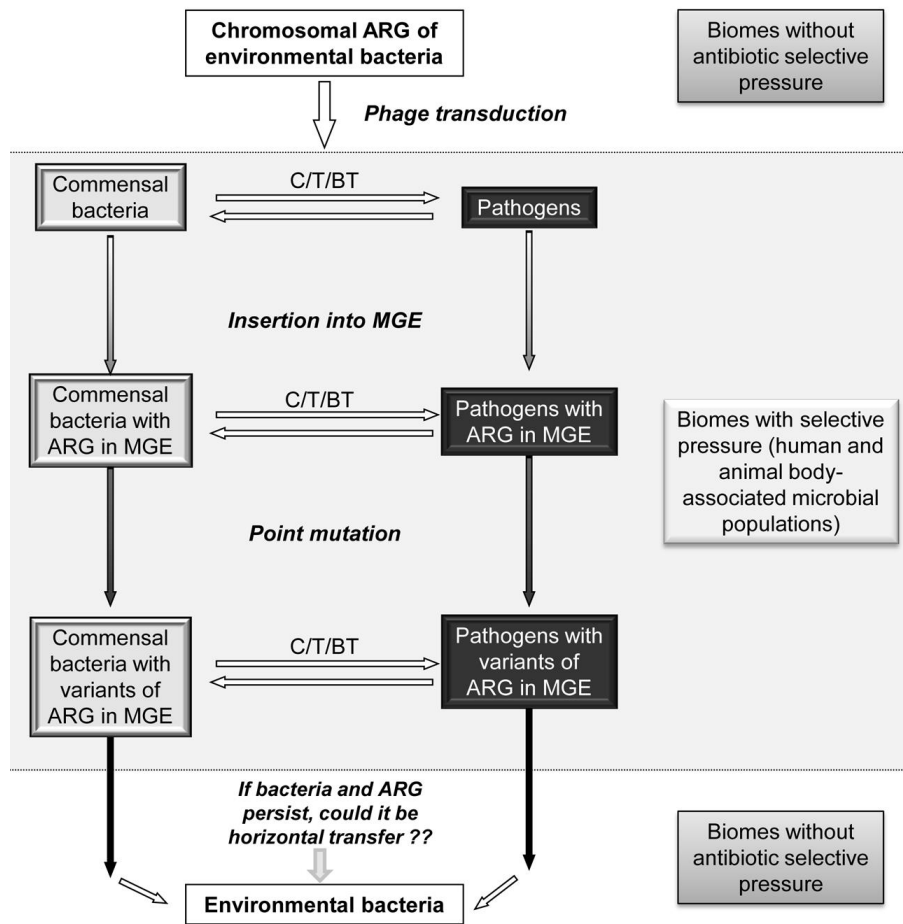 Chromosomal ARG of
environmental bacteria
Biomes without
antibiotic selective
pressure
Phage transduction
Commensal
bacteria
C/T/BT
Pathogens
Insertion into MGE
Commensal
bacteria with
ARG in MGE
C/T/BT
Pathogens with
ARG in MGE
Biomes with selective
pressure (human and
animal body-
associated microbial
populations)
Point mutation
Commensal
bacteria with
variants of
ARG in MGE
C/T/BT
Pathogens with
variants of
ARG in MGE
If bacteria and ARG
persist, could it be
horizontal transfer ??
Biomes without
antibiotic selective
pressure
Environmental bacteria